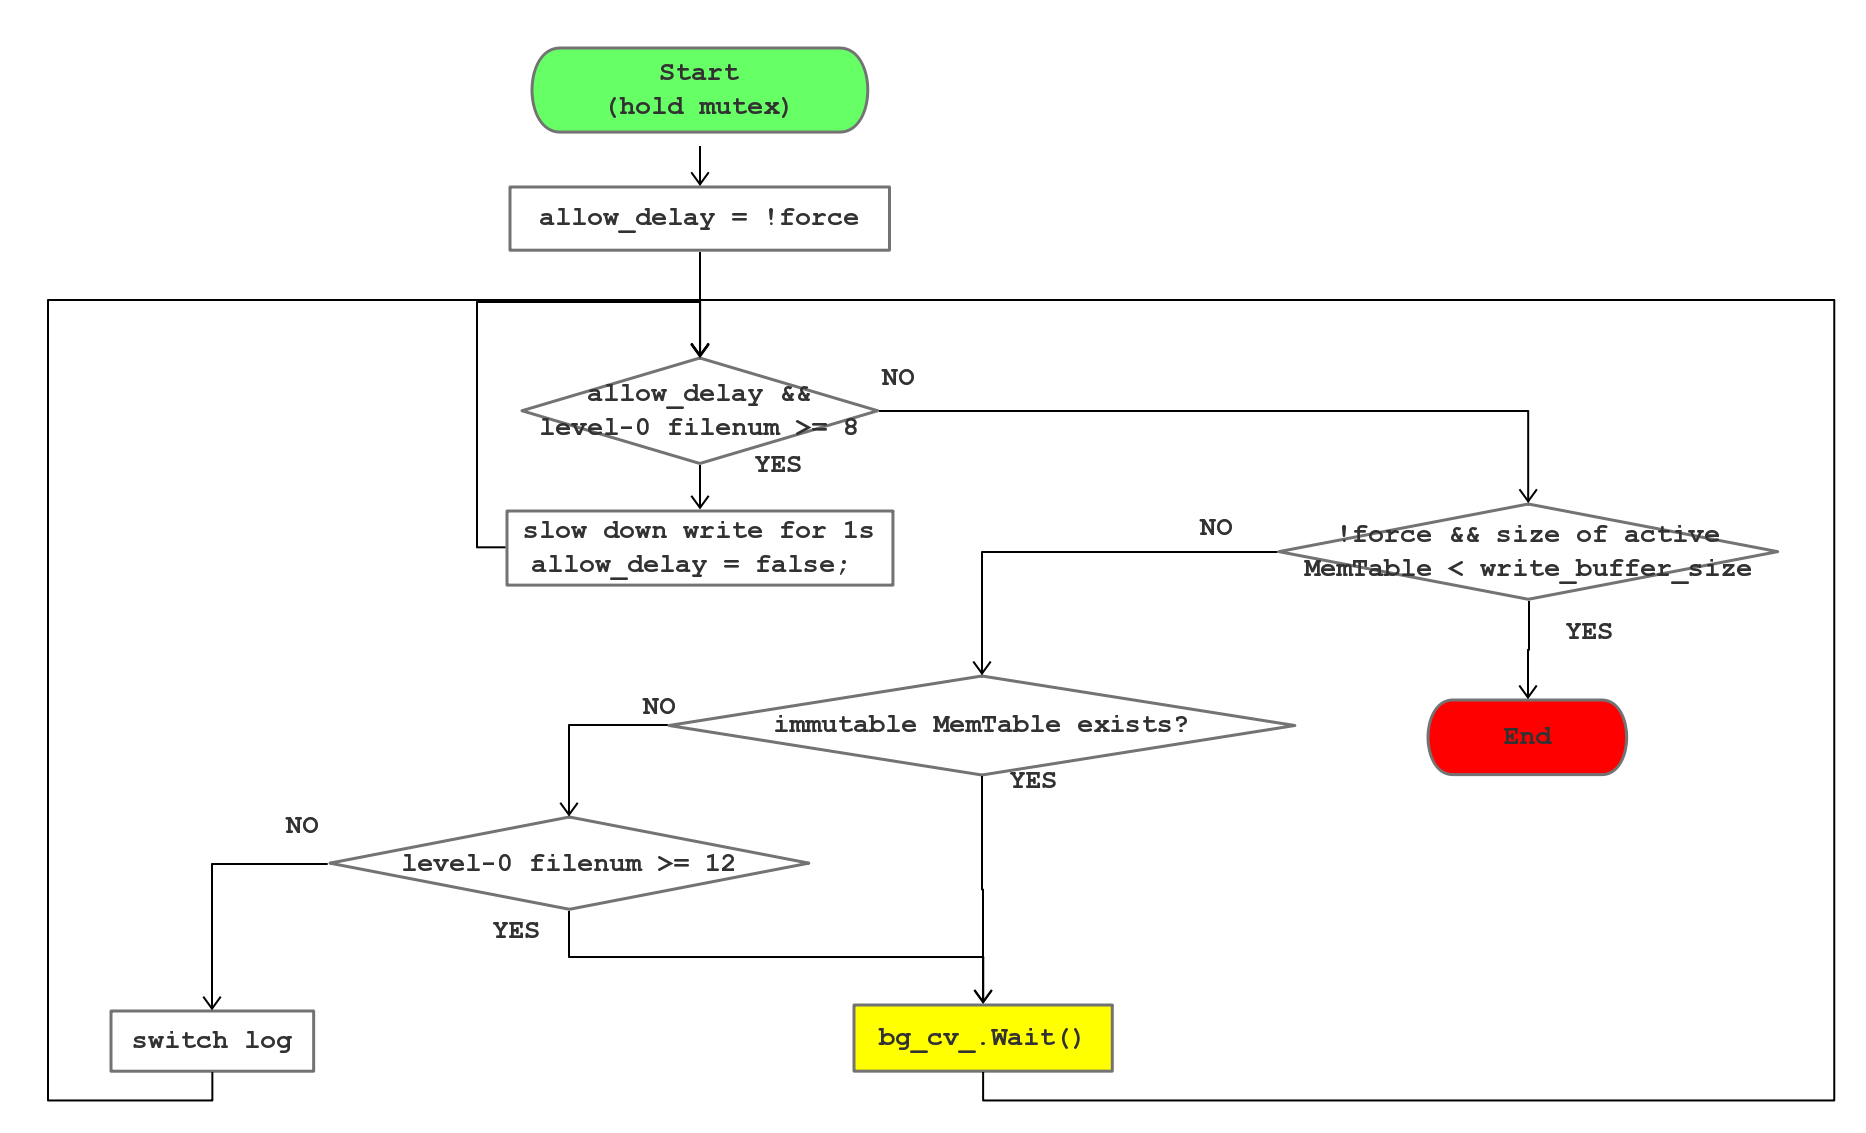 Start
(hold mutex)
allow_delay = !force
allow_delay &&
level-0 filenum >= 8
NO
YES
slow down write for 1s
allow_delay = false;
!force && size of active
MemTable < write_buffer_size
NO
YES
End
immutable MemTable exists?
NO
YES
level-0 filenum >= 12
NO
YES
switch log
bg_cv_.Wait()